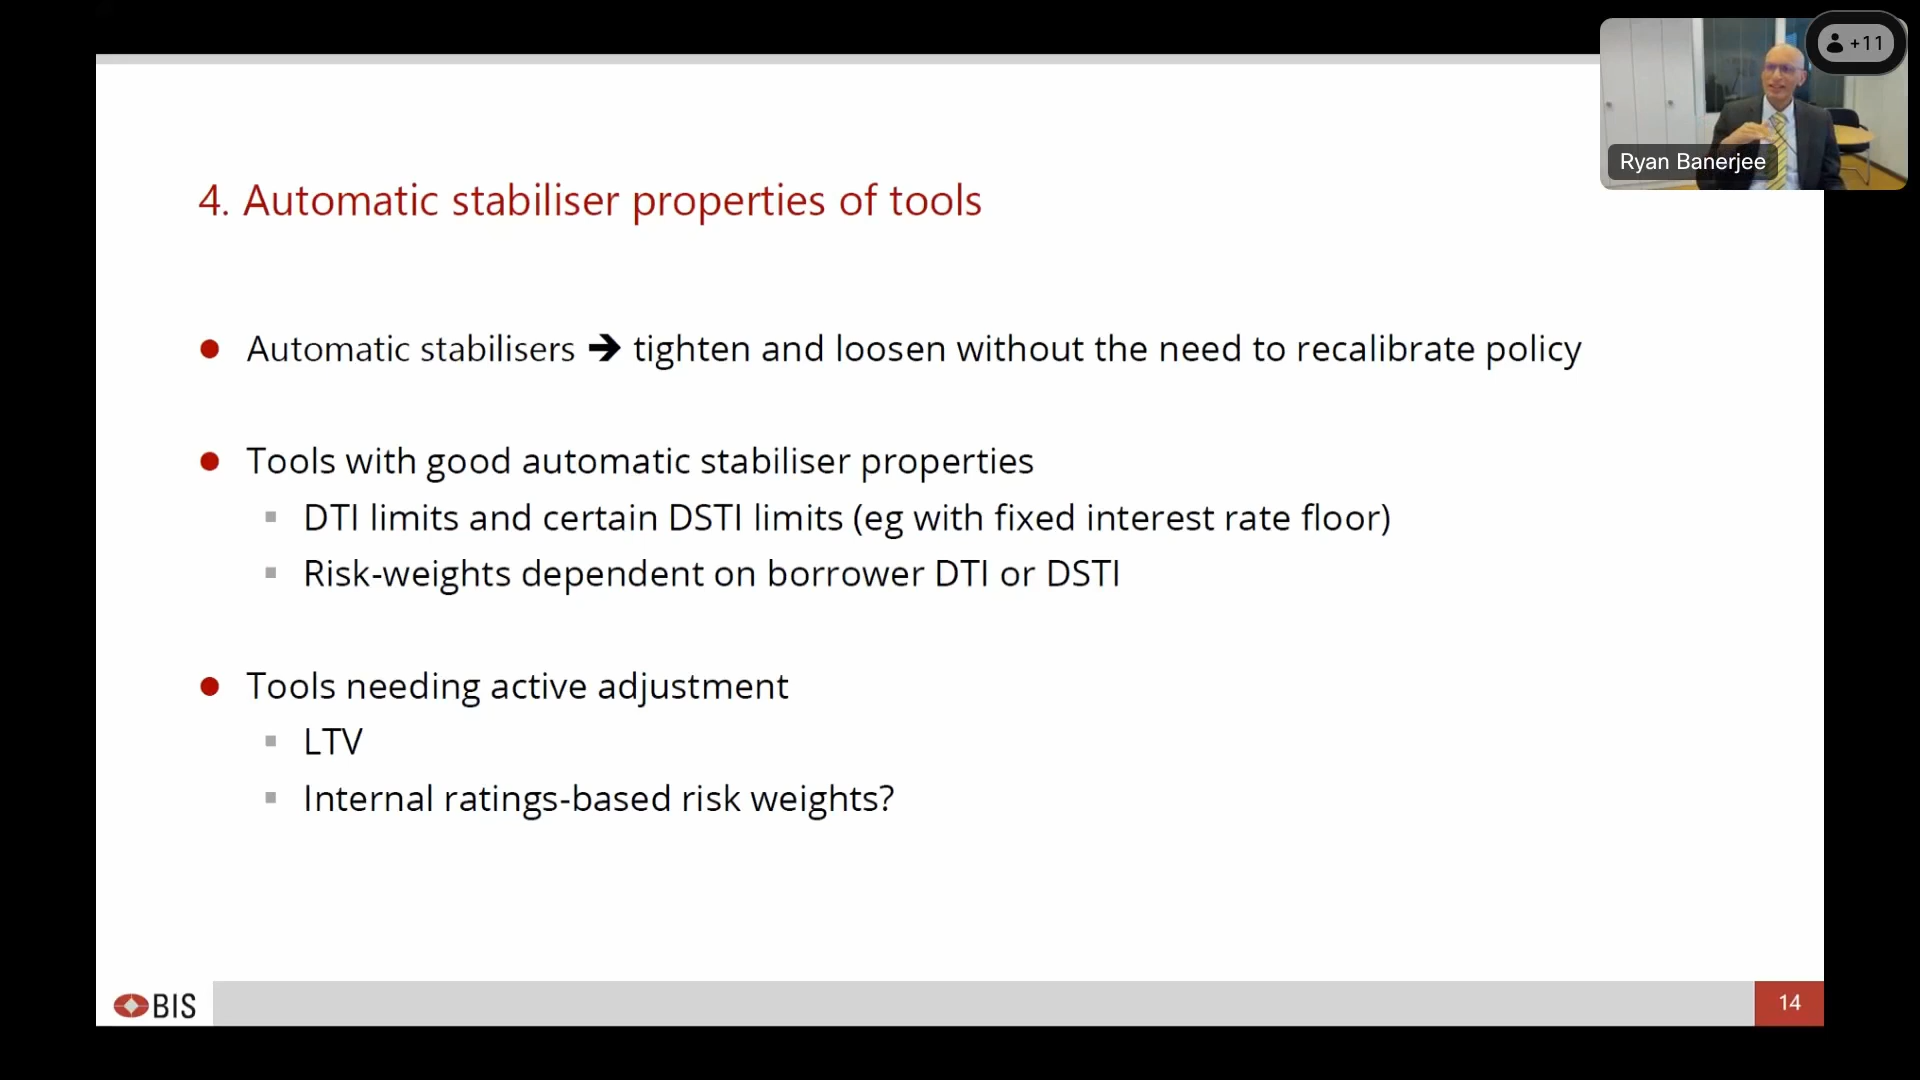 +11
Ryan Banerjee
4. Automatic stabiliser properties of tools
● Automatic stabilisers ➔ tighten and loosen without the need to recalibrate policy
● Tools with good automatic stabiliser properties
▪ DTI limits and certain DSTI limits (eg with fixed interest rate floor)
▪ Risk-weights dependent on borrower DTI or DSTI
● Tools needing active adjustment
▪ LTV
▪ Internal ratings-based risk weights?
BIS
14